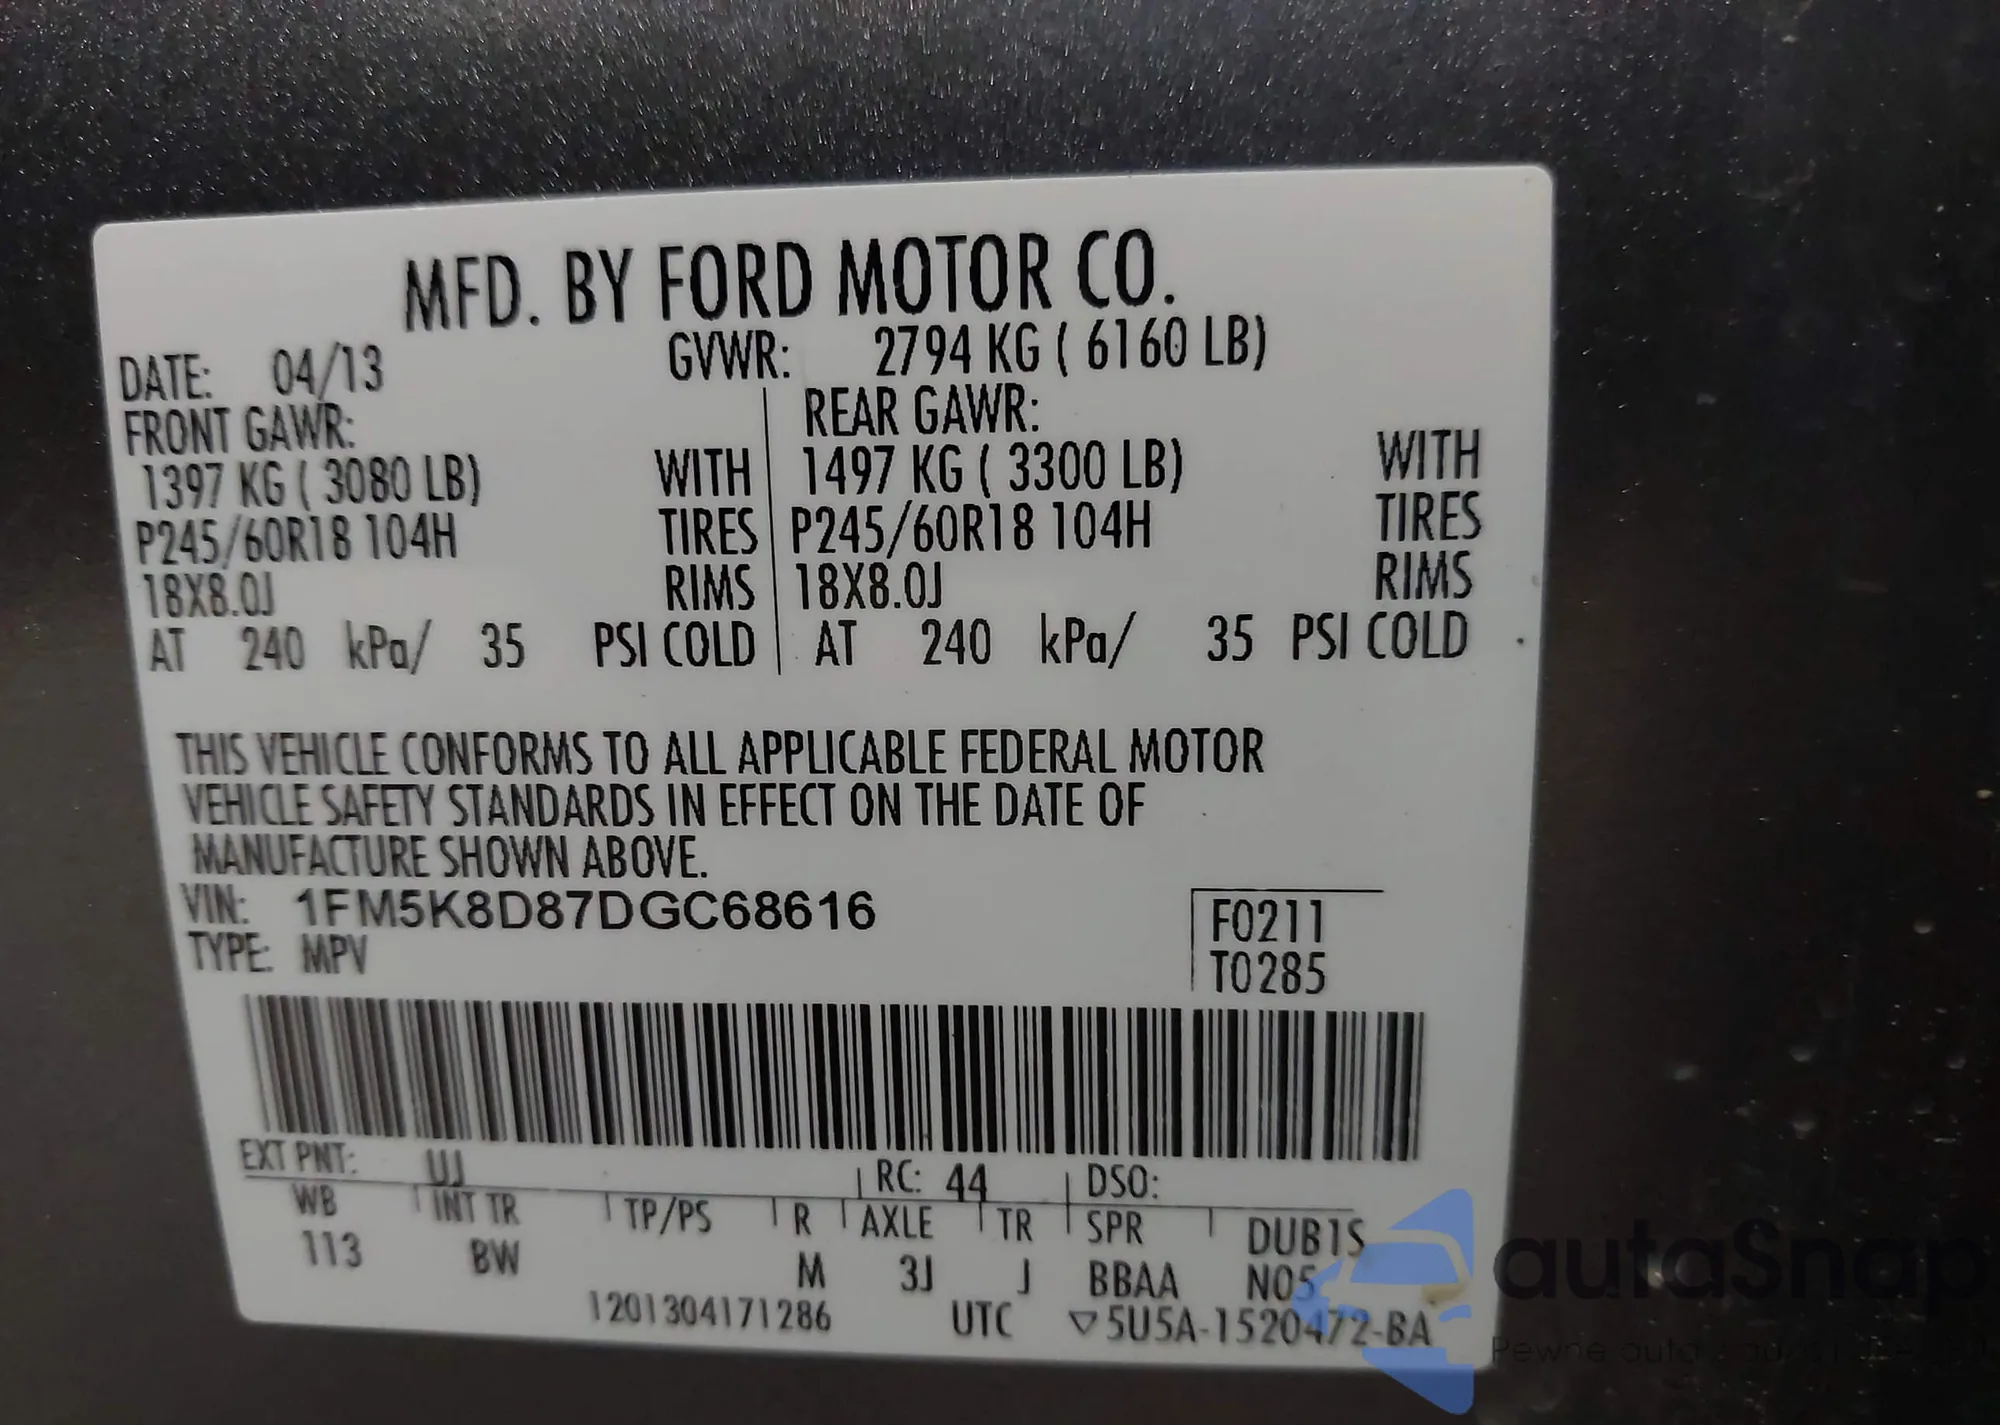 MFD. BY FORD MOTOR CO.
DATE: 04/13 GVWR: 2794 KG ( 6160 LB)
FRONT GAWR: REAR GAWR:
1397 KG ( 3080 LB) WITH 1497 KG ( 3300 LB) WITH
P245/60R18 104H TIRES P245/60R18 104H TIRES
18X8.0J RIMS 18X8.0J RIMS
AT 240 kPa/ 35 PSI COLD AT 240 kPa/ 35 PSI COLD
THIS VEHICLE CONFORMS TO ALL APPLICABLE FEDERAL MOTOR
VEHICLE SAFETY STANDARDS IN EFFECT ON THE DATE OF
MANUFACTURE SHOWN ABOVE.
VIN: 1FM5K8D87DGC68616 F0211
TYPE: MPV T0285
EXT PNT: UJ RC: 44 DSO:
WB INT TR TP/PS R AXLE TR SPR DUB1S
113 BW M 3J J BBAA N05
1201304171286 UTC ▽5U5A-1520472-BA
autaSnap
Pewne auta